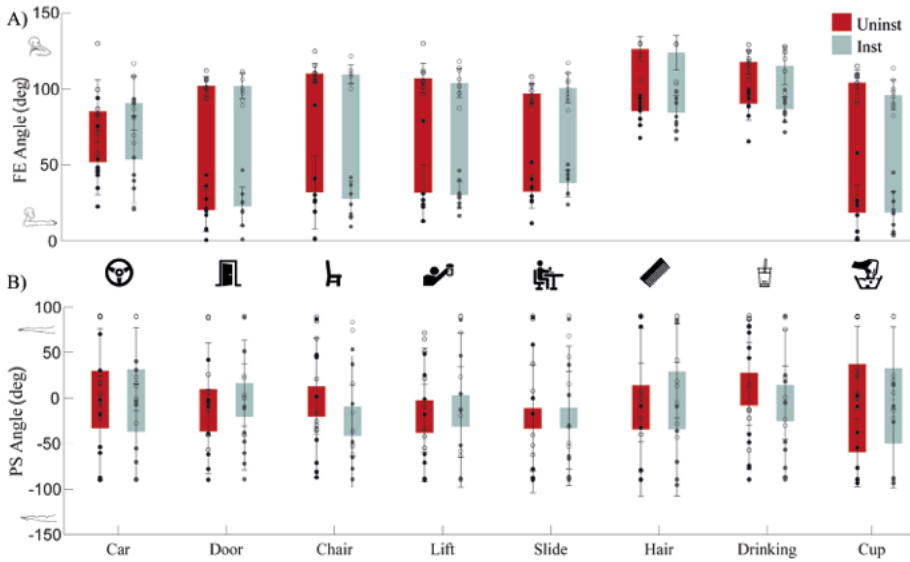 A)
150
100
50
0
FE Angle (deg)
Uninst
Inst
B)
100
50
0
-50
-100
-150
PS Angle (deg)
Car Door Chair Lift Slide Hair Drinking Cup